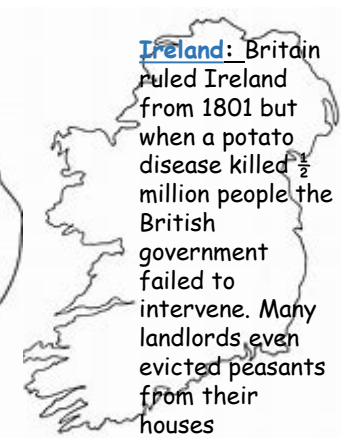 Ireland: Britain
ruled Ireland
from 1801 but
when a potato
disease killed ½
million people the
British
government
failed to
intervene. Many
landlords even
evicted peasants
from their
houses